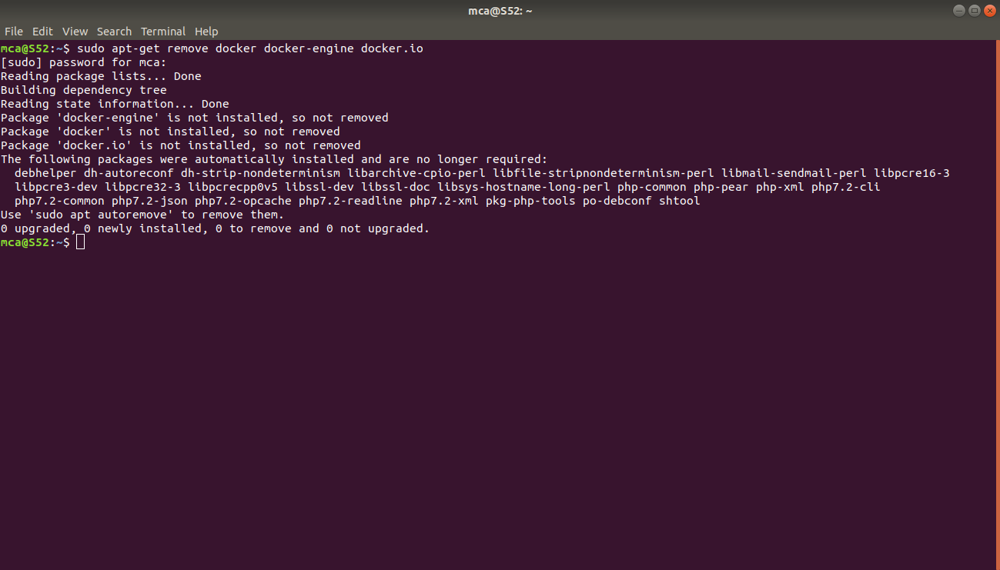 mca@S52: ~
File Edit View Search Terminal Help
mca@S52:~$ sudo apt-get remove docker docker-engine docker.io
[sudo] password for mca:
Reading package lists... Done
Building dependency tree
Reading state information... Done
Package 'docker-engine' is not installed, so not removed
Package 'docker' is not installed, so not removed
Package 'docker.io' is not installed, so not removed
The following packages were automatically installed and are no longer required:
  debhelper dh-autoreconf dh-strip-nondeterminism libarchive-cpio-perl libfile-stripnondeterminism-perl libmail-sendmail-perl libpcre16-3
  libpcre3-dev libpcre32-3 libpcrecpp0v5 libssl-dev libssl-doc libsys-hostname-long-perl php-common php-pear php-xml php7.2-cli
  php7.2-common php7.2-json php7.2-opcache php7.2-readline php7.2-xml pkg-php-tools po-debconf shtool
Use 'sudo apt autoremove' to remove them.
0 upgraded, 0 newly installed, 0 to remove and 0 not upgraded.
mca@S52:~$